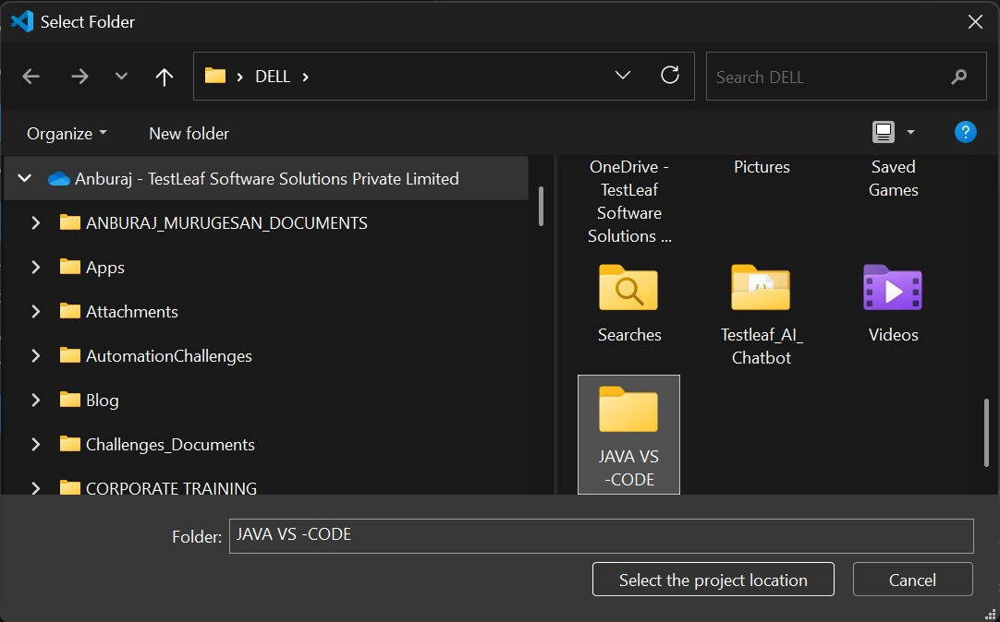 Select Folder
DELL
Search DELL
Organize
New folder
?
Anburaj - TestLeaf Software Solutions Private Limited
ANBURAJ_MURUGESAN_DOCUMENTS
Apps
Attachments
AutomationChallenges
Blog
Challenges_Documents
CORPORATE TRAINING
OneDrive -
TestLeaf
Software
Solutions ...
Pictures
Saved
Games
Searches
Testleaf_AI_
Chatbot
Videos
JAVA VS
-CODE
Folder:
JAVA VS -CODE
Select the project location
Cancel